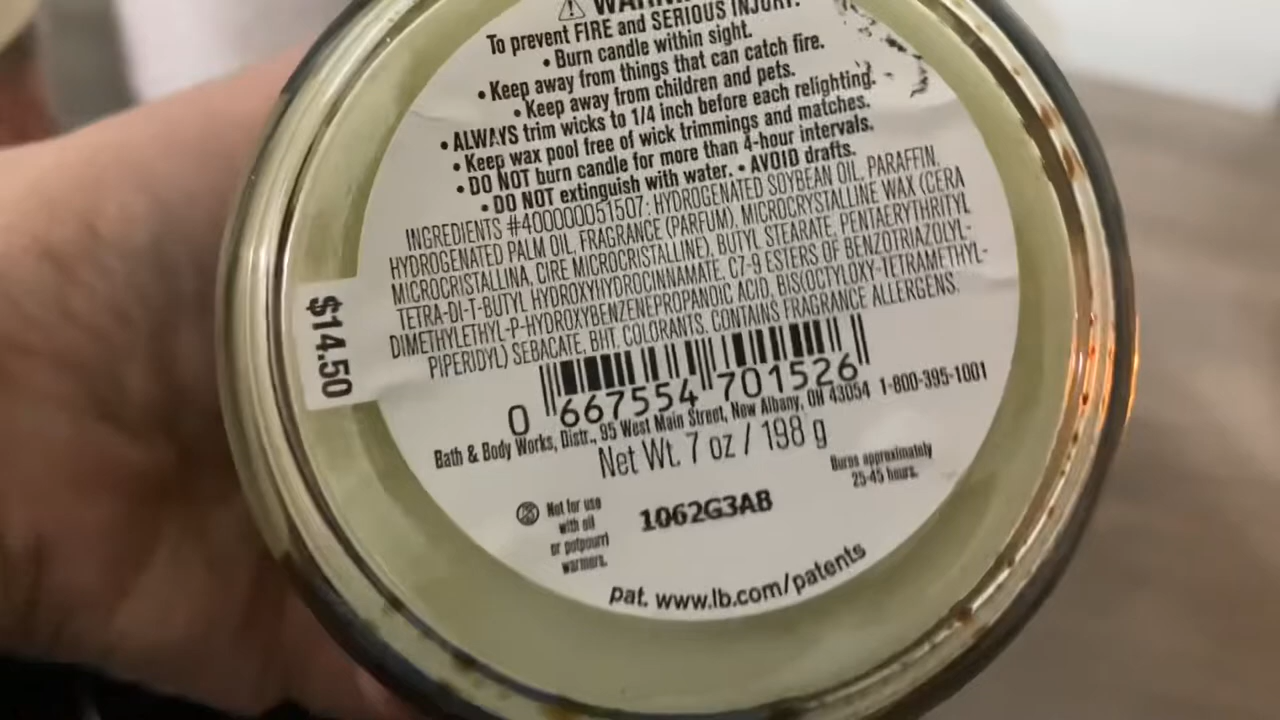 To prevent FIRE and SERIOUS INJURY:
• Burn candle within sight.
• Keep away from things that can catch fire.
• Keep away from children and pets.
• ALWAYS trim wicks to 1/4 inch before each relighting.
• Keep wax pool free of wick trimmings and matches.
• DO NOT burn candle for more than 4-hour intervals.
• DO NOT extinguish with water. • AVOID drafts.
INGREDIENTS #400000051507: HYDROGENATED SOYBEAN OIL, PARAFFIN,
HYDROGENATED PALM OIL, FRAGRANCE (PARFUM), MICROCRYSTALLINE WAX (CERA
MICROCRISTALLINA, CIRE MICROCRISTALLINE), BUTYL STEARATE, PENTAERYTHRITYL
TETRA-DI-T-BUTYL HYDROXYHYDROCINNAMATE, C7-9 ESTERS OF BENZOTRIAZOLYL-
DIMETHYLETHYL-P-HYDROXYBENZENEPROPANOIC ACID, BIS(OCTYLOXY-TETRAMETHYL-
PIPERIDYL) SEBACATE, BHT, COLORANTS. CONTAINS FRAGRANCE ALLERGENS.
$14.50
0 667554 701526
Bath & Body Works, Distr., 95 West Main Street, New Albany, OH 43054 1-800-395-1001
Net Wt. 7 oz / 198 g
Burns approximately
25-45 hours.
Not for use
with oil
or potpourri
warmers.
1062G3AB
pat. www.lb.com/patents